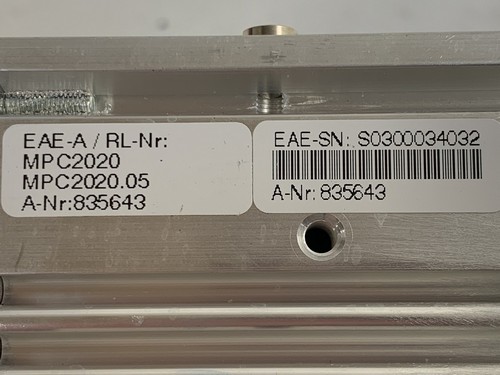 EAE-A / RL-Nr:
MPC2020
MPC2020.05
A-Nr:835643
EAE-SN: S0300034032
A-Nr: 835643